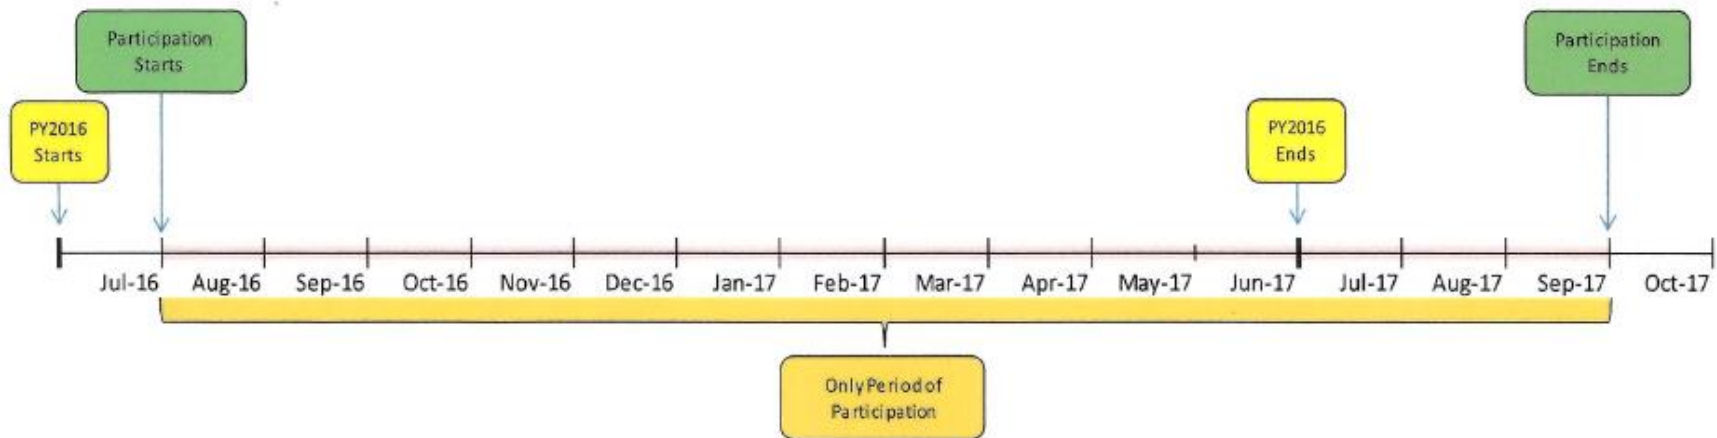 Participation
Starts
Participation
Ends
PY2016
Starts
PY2016
Ends
Jul-16 Aug-16 Sep-16 Oct-16 Nov-16 Dec-16 Jan-17 Feb-17 Mar-17 Apr-17 May-17 Jun-17 Jul-17 Aug-17 Sep-17 Oct-17
Only Period of
Participation